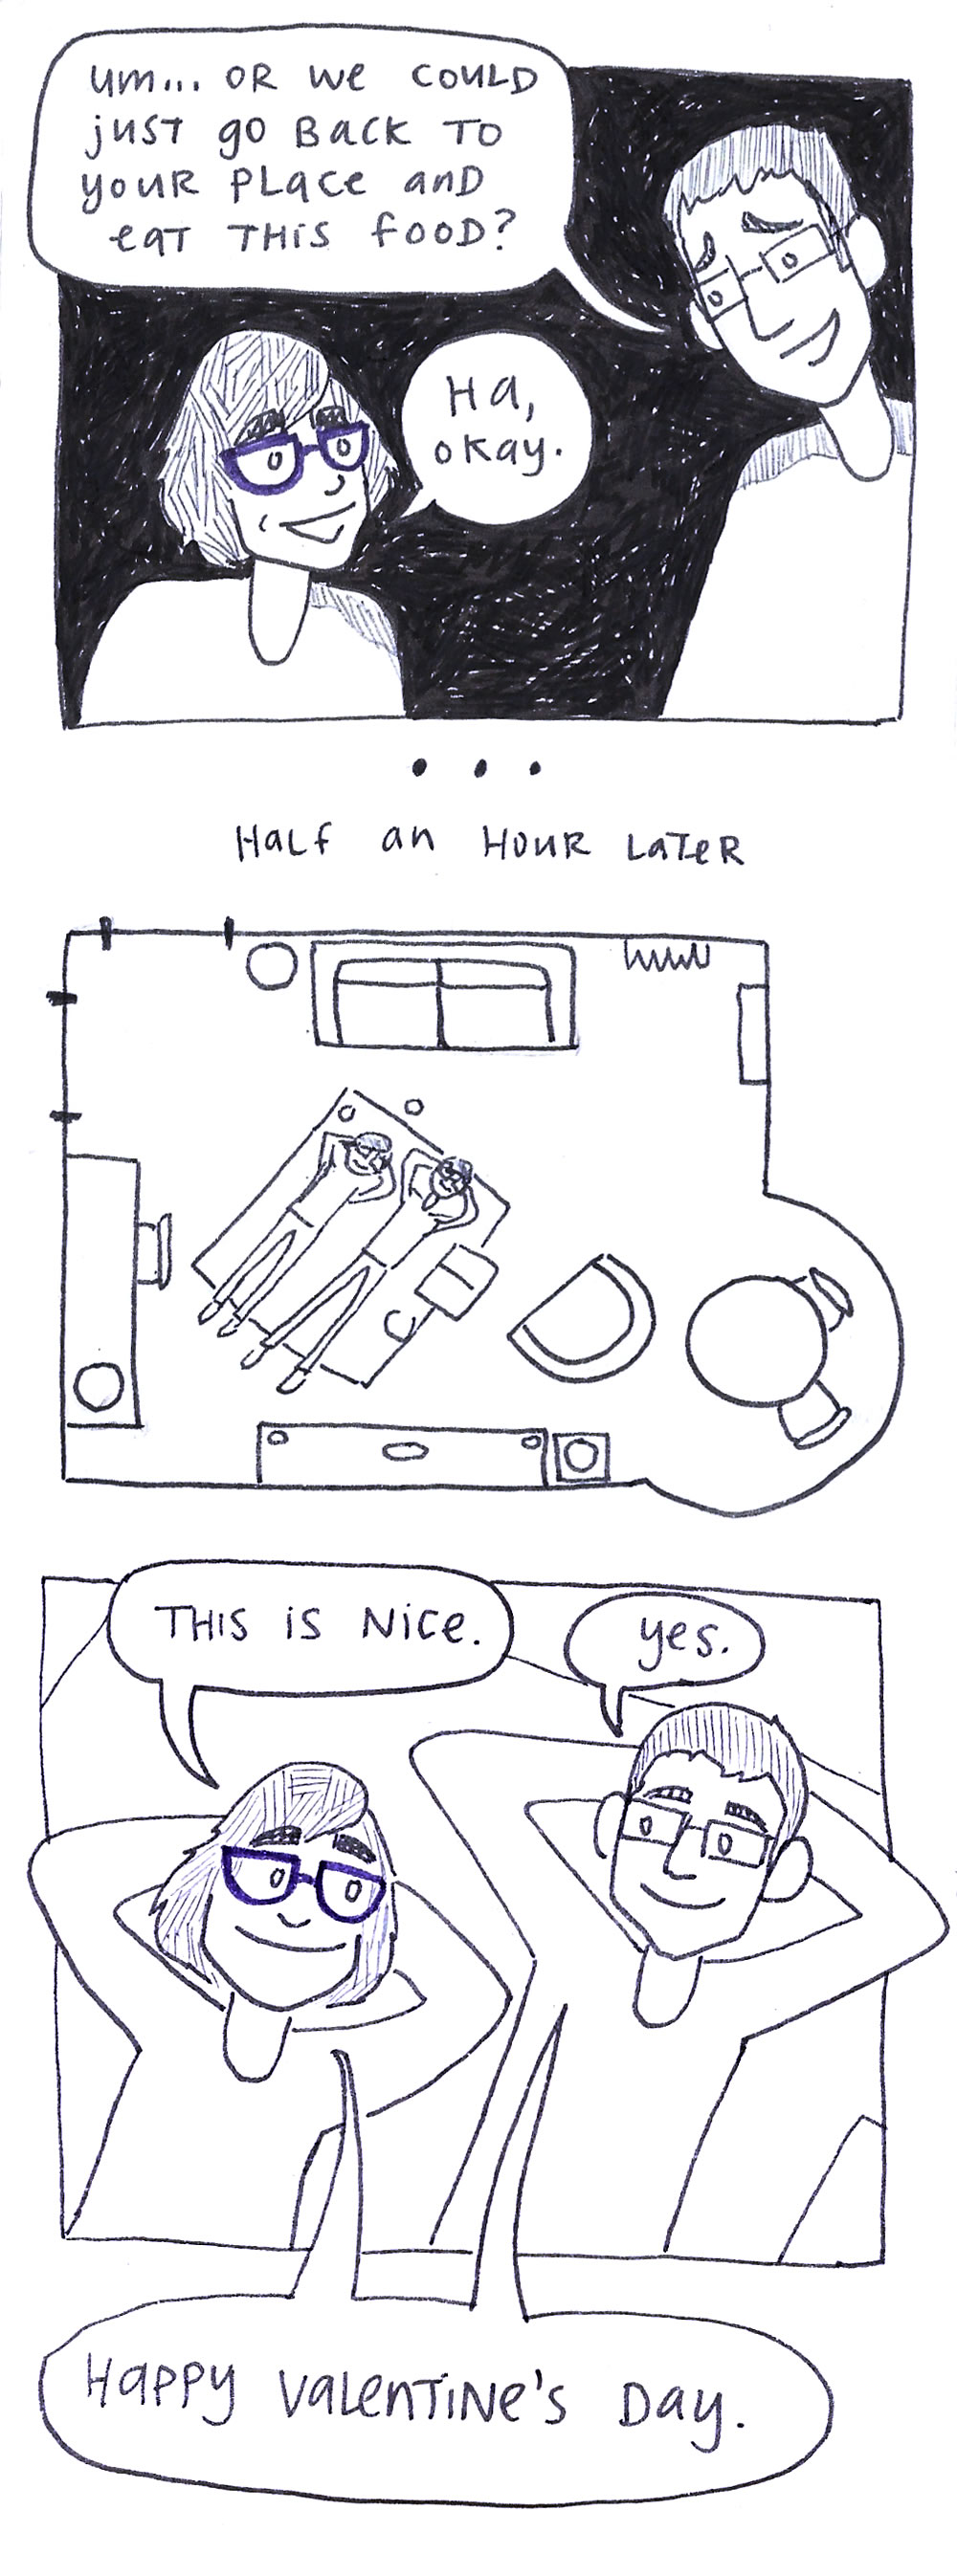 um... OR we COULD
just go Back TO
youR PLace anD
eaT THis fOOD?
Ha,
okay.
• • •
HaLf an HOUR LaTeR
THIS is Nice.
yes.
Happy ValenTiNe's Day.